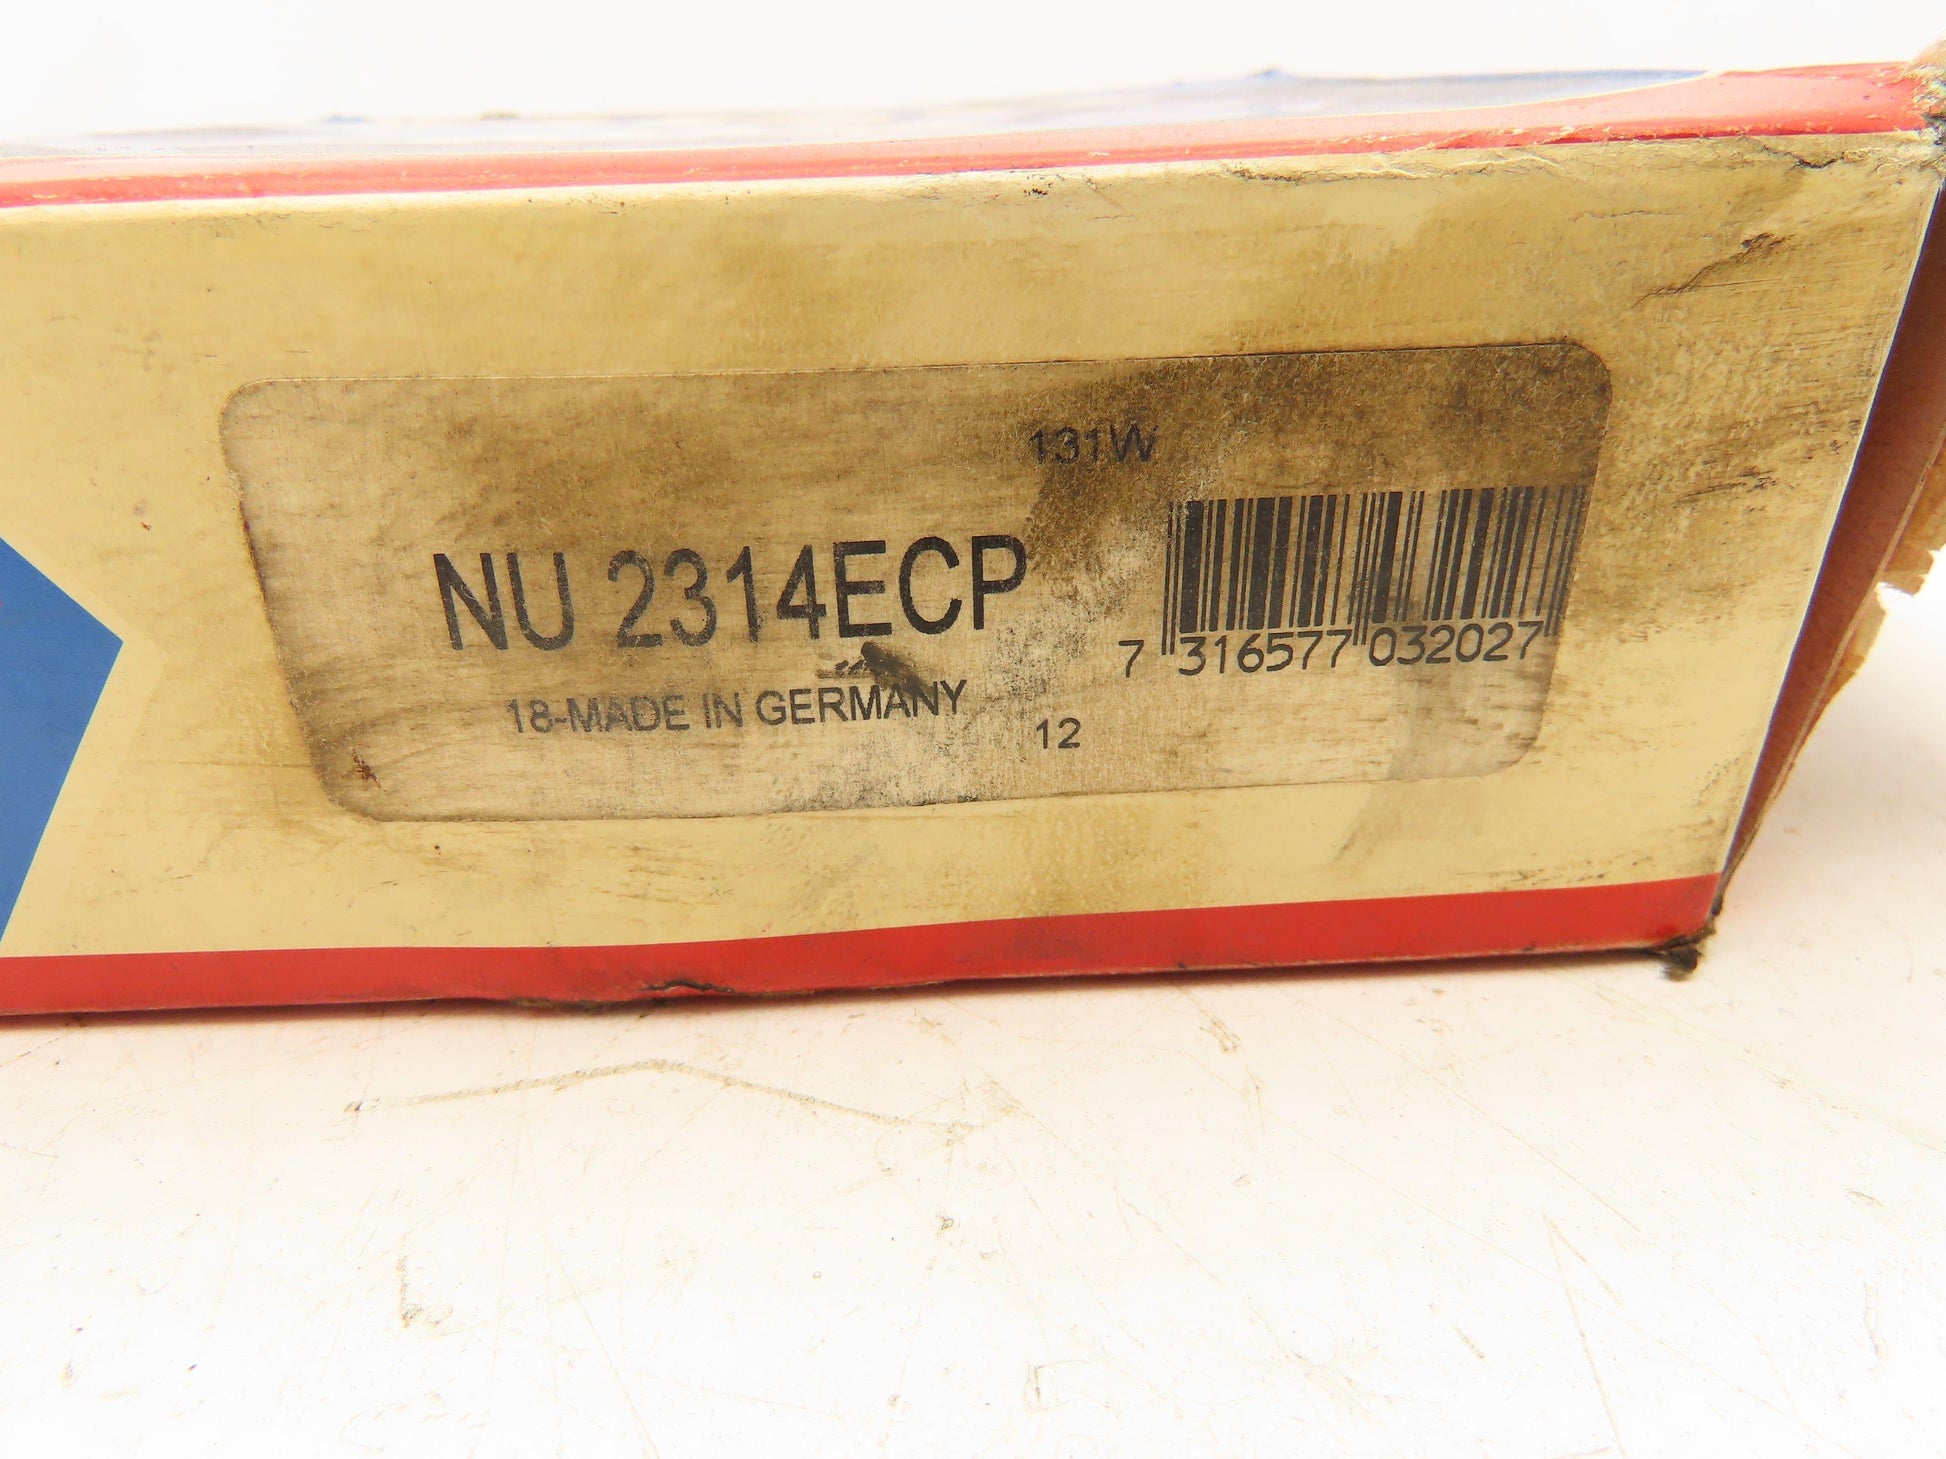 131W
NU 2314ECP
7 316577 032027
18-MADE IN GERMANY
12